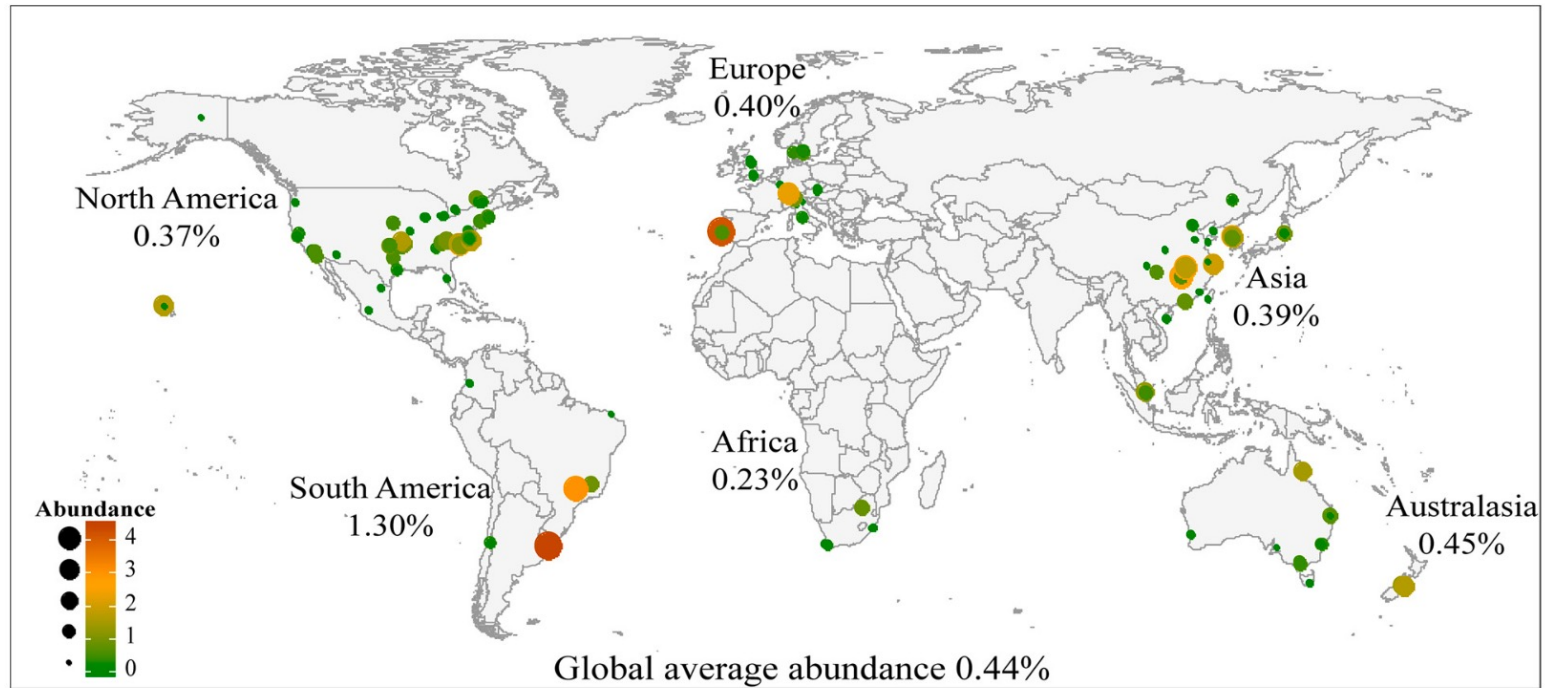 Europe
0.40%
North America
0.37%
Asia
0.39%
Africa
0.23%
South America
1.30%
Australasia
0.45%
Abundance
4
3
2
1
0
Global average abundance 0.44%